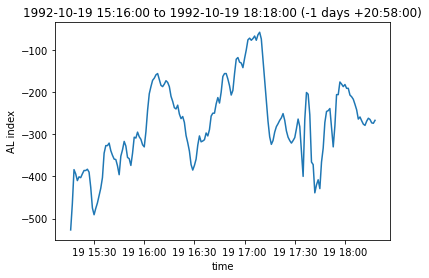 1992-10-19 15:16:00 to 1992-10-19 18:18:00 (-1 days +20:58:00)
−100
−200
−300
−400
−500
AL index
19 15:30 19 16:00 19 16:30 19 17:00 19 17:30 19 18:00
time